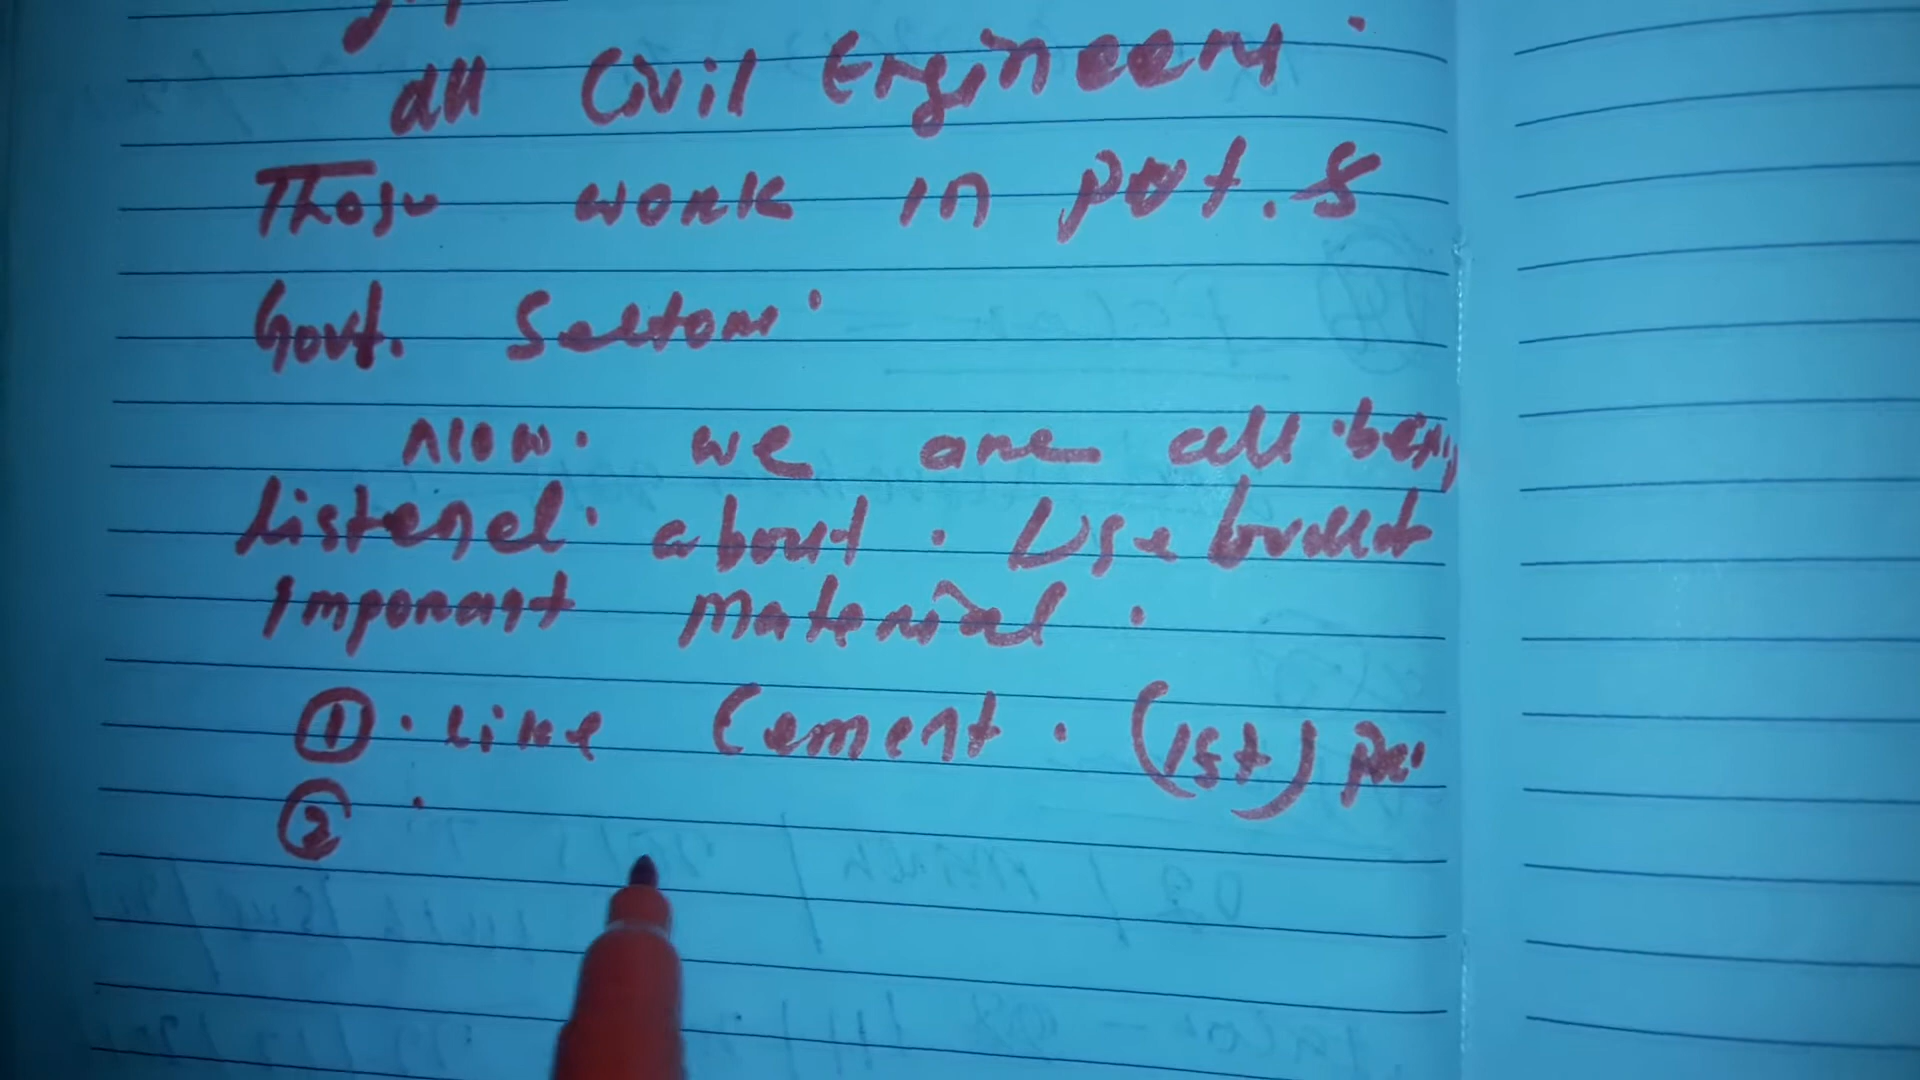 all Civil Engineers.
Those work in pvt. &
Govt. Sectors.
Now. we are all being
Listened. about. Use
Important Material.
①. Like Cement. (1st)
②.